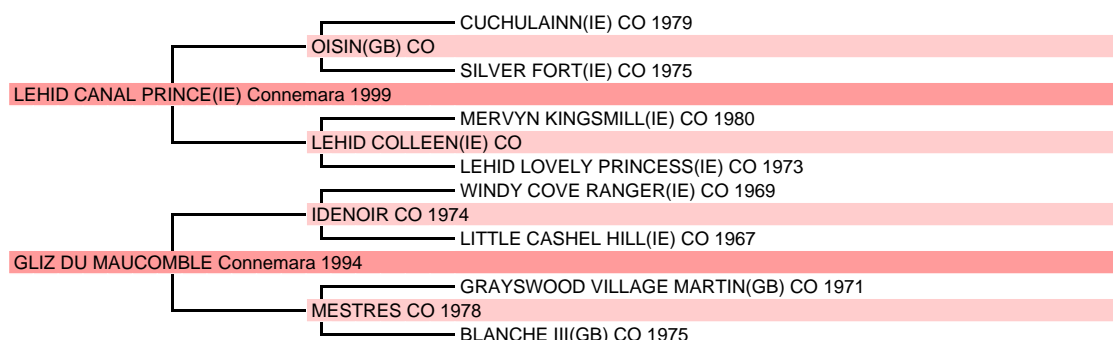 CUCHULAINN(IE) CO 1979
OISIN(GB) CO
SILVER FORT(IE) CO 1975
LEHID CANAL PRINCE(IE) Connemara 1999
MERVYN KINGSMILL(IE) CO 1980
LEHID COLLEEN(IE) CO
LEHID LOVELY PRINCESS(IE) CO 1973
WINDY COVE RANGER(IE) CO 1969
IDENOIR CO 1974
LITTLE CASHEL HILL(IE) CO 1967
GLIZ DU MAUCOMBLE Connemara 1994
GRAYSWOOD VILLAGE MARTIN(GB) CO 1971
MESTRES CO 1978
BLANCHE III(GB) CO 1975